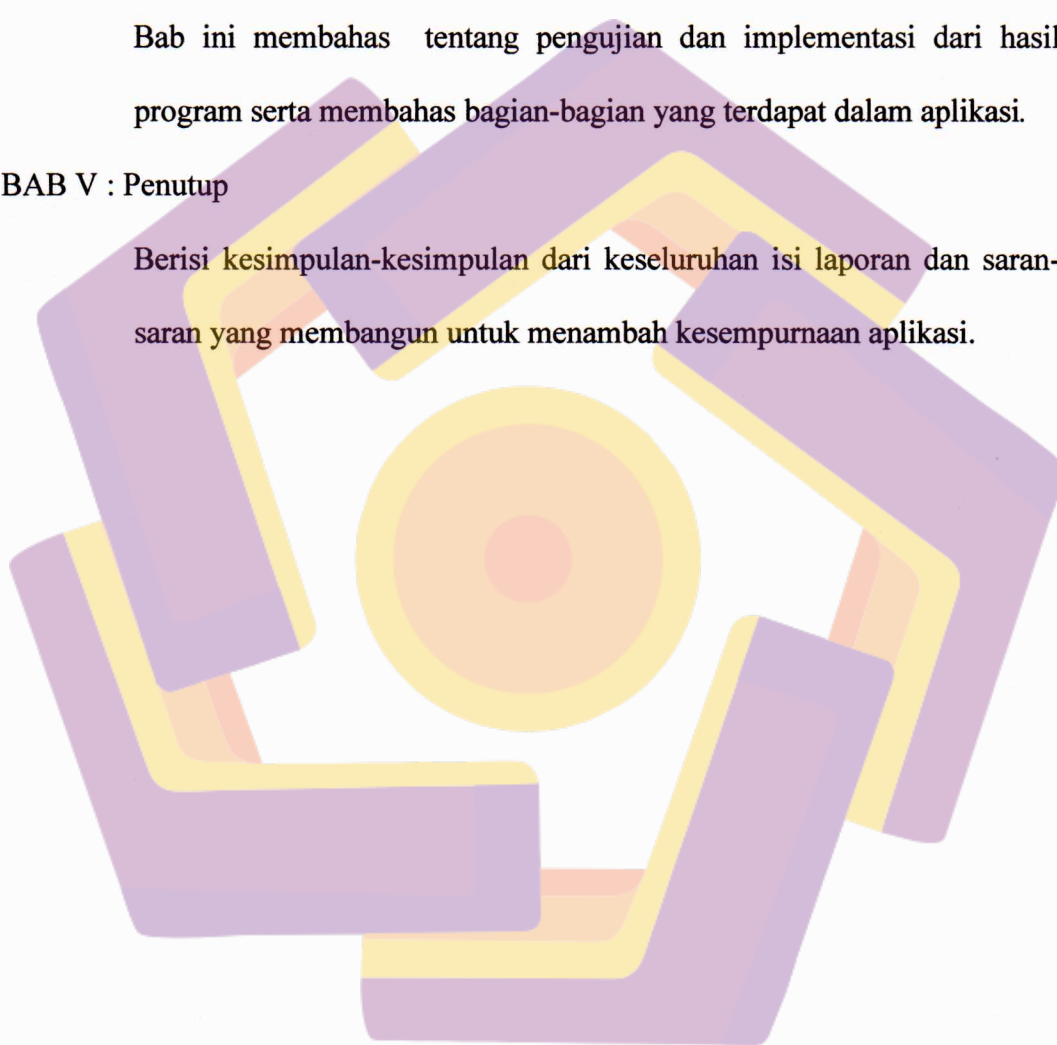 Bab ini membahas tentang pengujian dan implementasi dari hasil
program serta membahas bagian-bagian yang terdapat dalam aplikasi.
BAB V : Penutup
Berisi kesimpulan-kesimpulan dari keseluruhan isi laporan dan saran-
saran yang membangun untuk menambah kesempurnaan aplikasi.